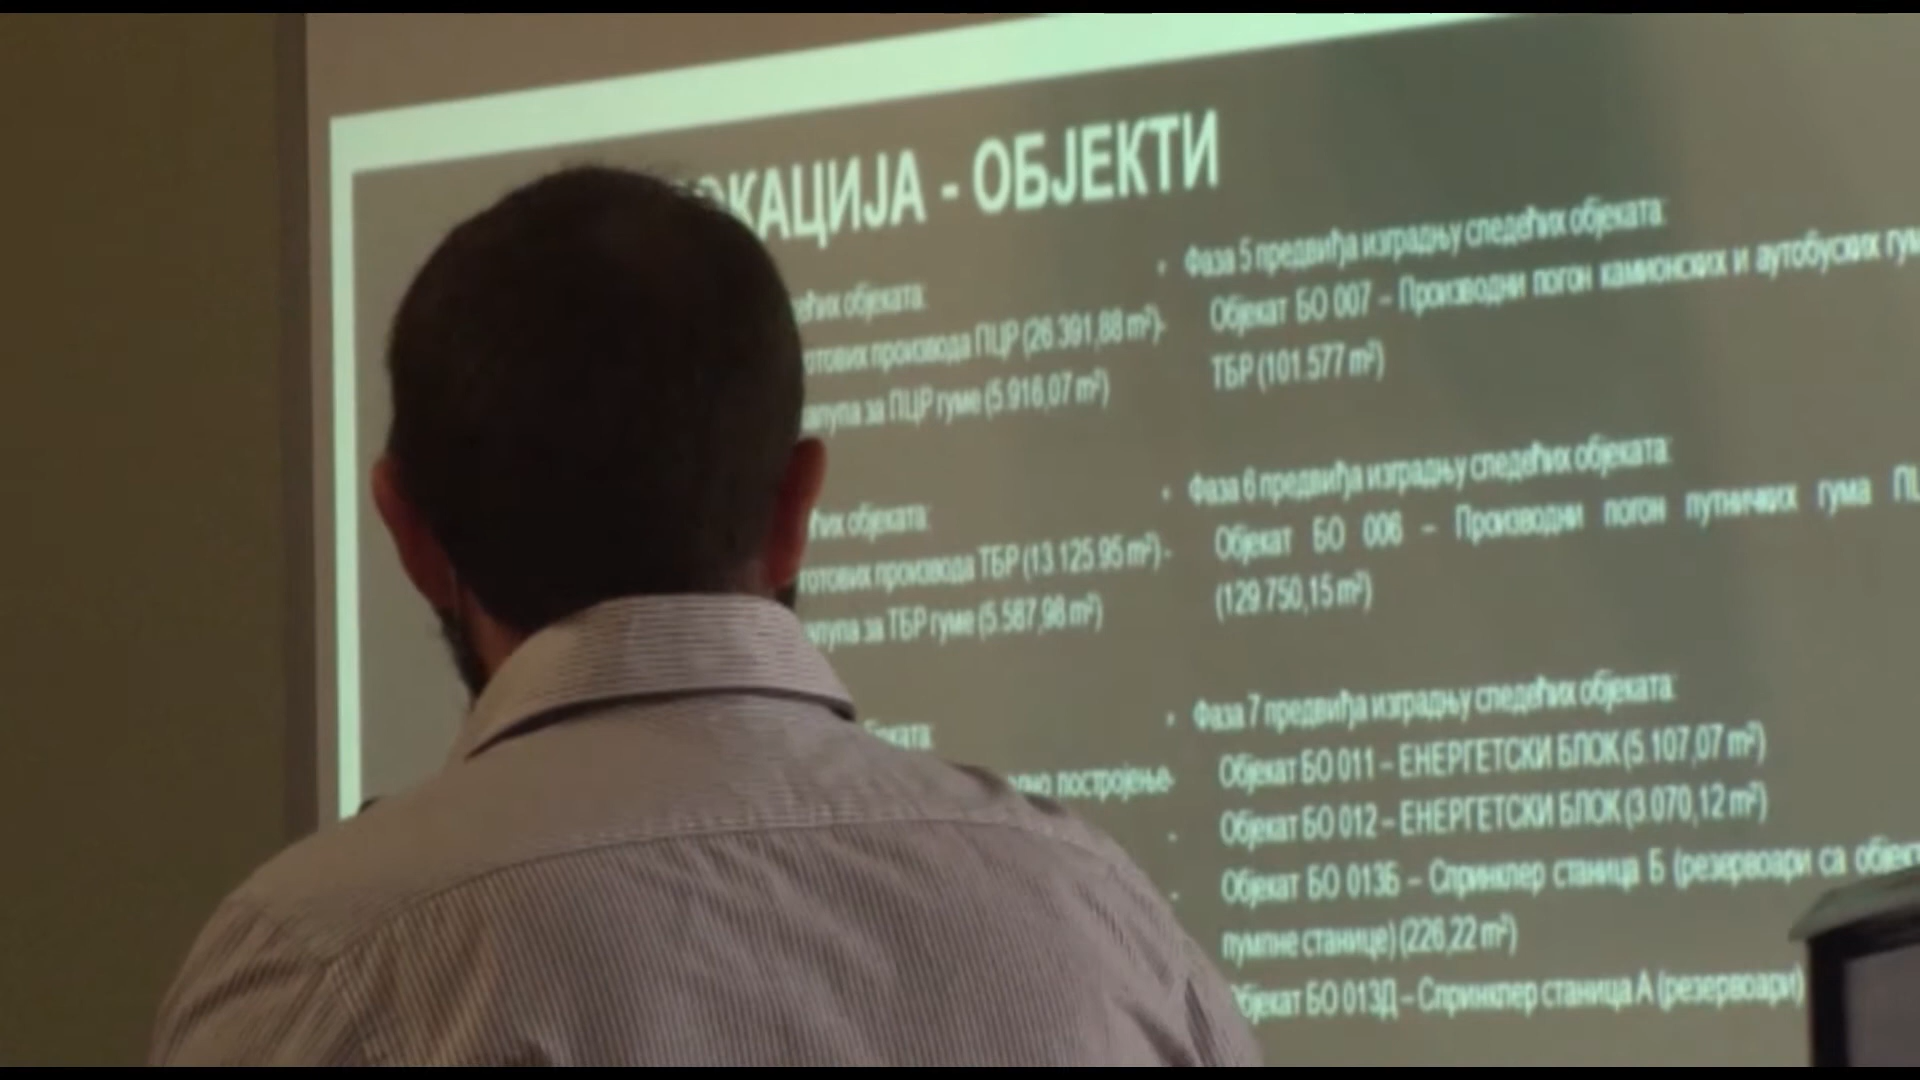 - ОБЈЕКТИ
објеката:
производа ПЦР (26.391,88 m²)-
за ПЦР гуме (5.916,07 m²)
објеката:
готових производа ТБР (13.125.95 m²) -
за ТБР гуме (5.587,98 m²)
постројење-
• Фаза 5 предвиђа изградњу следећих објеката:
Објекат БО 007 – Производни погон камионских и аутобуских
ТБР (101.577 m²)
• Фаза 6 предвиђа изградњу следећих објеката:
Објекат БО 006 – Производни погон путничких гума
(129.750,15 m²)
• Фаза 7 предвиђа изградњу следећих објеката:
Објекат БО 011 – ЕНЕРГЕТСКИ БЛОК (5.107,07 m²)
- Објекат БО 012 – ЕНЕРГЕТСКИ БЛОК (3.070,12 m²)
- Објекат БО 013Б – Спринклер станица Б (резервоари са
пумпне станице) (226,22 m²)
Објекат БО 013Д – Спринклер станица А (резервоари)